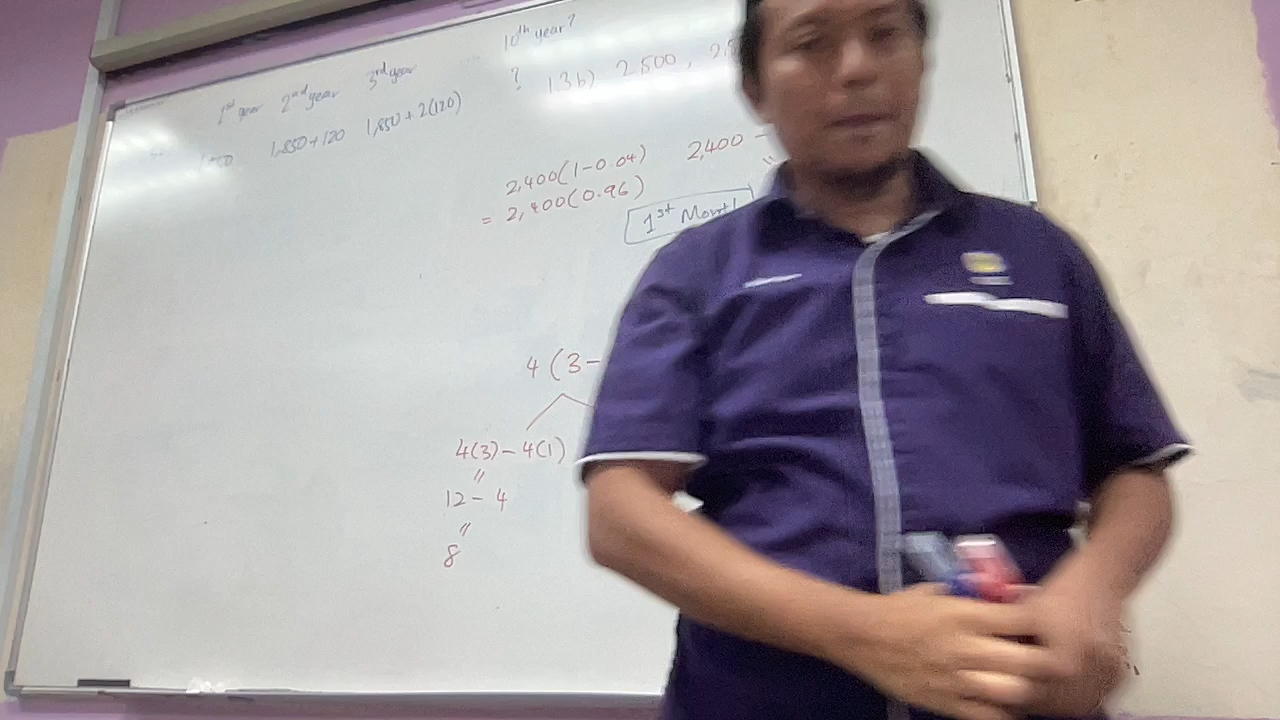 1st year 2nd year 3rd year 10th year?
1,850+120 1,850+2(120) ? 13b) 2,500,
2,400(1-0.04) 2,400 -
= 2,400(0.96)
1st Month
4(3-
4(3)-4(1)
"
12-4
"
8